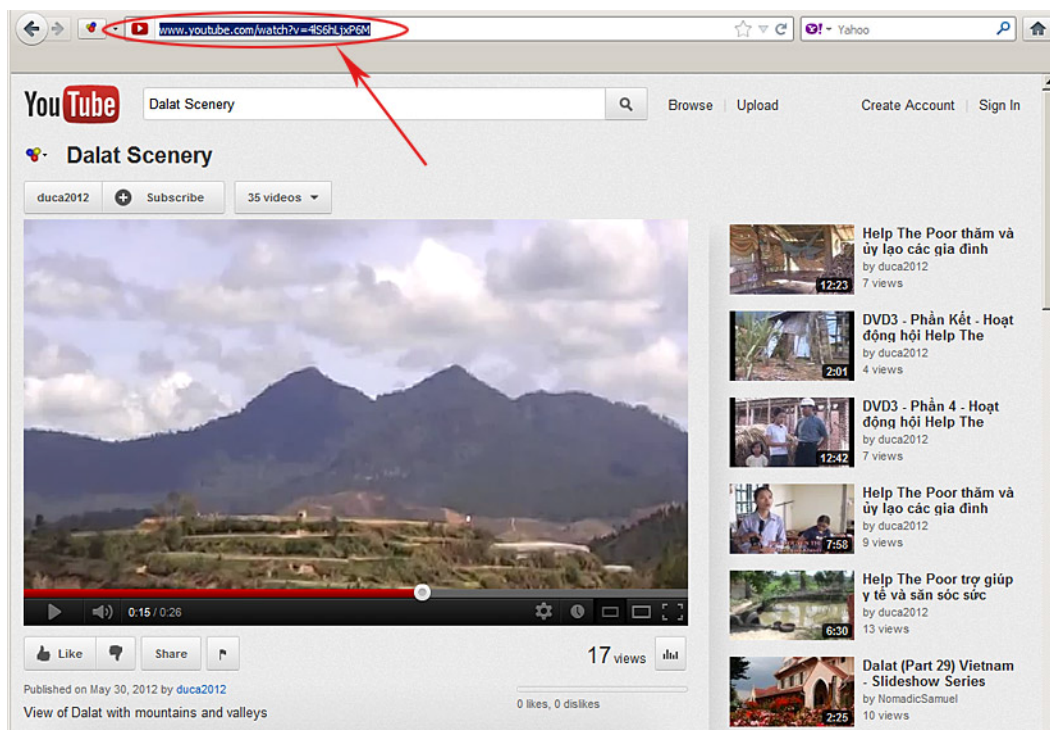 www.youtube.com/watch?v=4lS6hLjxP6M
Yahoo
YouTube
Dalat Scenery
Browse
Upload
Create Account
Sign In
Dalat Scenery
duca2012
Subscribe
35 videos
Help The Poor thăm và
ủy lạo các gia đình
by duca2012
7 views
12:23
DVD3 - Phần Kết - Hoạt
động hội Help The
by duca2012
4 views
2:01
DVD3 - Phần 4 - Hoạt
động hội Help The
by duca2012
7 views
12:42
Help The Poor thăm và
ủy lạo các gia đình
by duca2012
9 views
7:58
Help The Poor trợ giúp
y tế và săn sóc sức
by duca2012
13 views
6:30
Dalat (Part 29) Vietnam
- Slideshow Series
by NomadicSamuel
10 views
2:25
0:15 / 0:26
Like
Share
17 views
Published on May 30, 2012 by duca2012
0 likes, 0 dislikes
View of Dalat with mountains and valleys